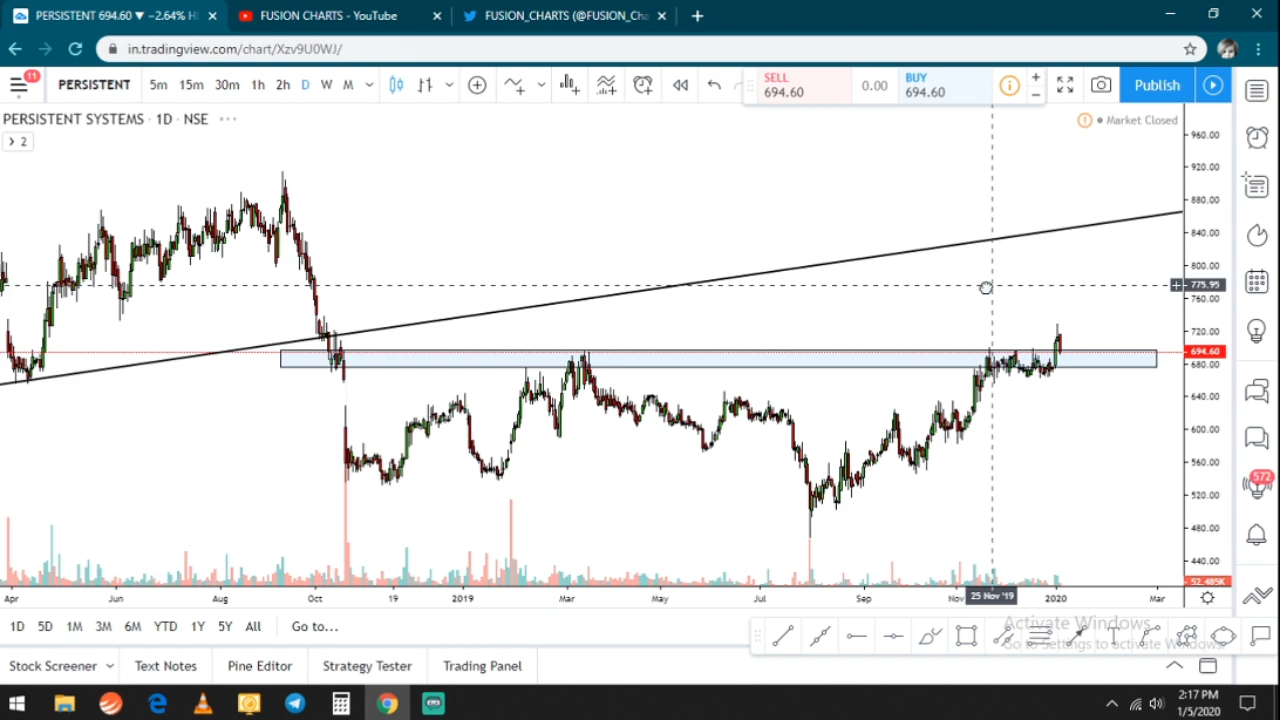 PERSISTENT 694.60 ▼ −2.64% H
FUSION CHARTS - YouTube
FUSION_CHARTS (@FUSION_Cha
in.tradingview.com/chart/Xzv9U0WJ/
11
PERSISTENT 5m 15m 30m 1h 2h D W M
SELL 694.60
0.00
BUY 694.60
Publish
PERSISTENT SYSTEMS · 1D · NSE
Market Closed
2
960.00
920.00
880.00
840.00
800.00
775.95
760.00
720.00
694.60
680.00
640.00
600.00
560.00
520.00
480.00
440.00
52.485K
572
Apr Jun Aug Oct 19 2019 Mar May Jul Sep Nov 25 Nov '19 2020 Mar
1D 5D 1M 3M 6M YTD 1Y 5Y All Go to...
Activate Windows
Go to Settings to activate Windows.
Stock Screener Text Notes Pine Editor Strategy Tester Trading Panel
2:17 PM
1/5/2020